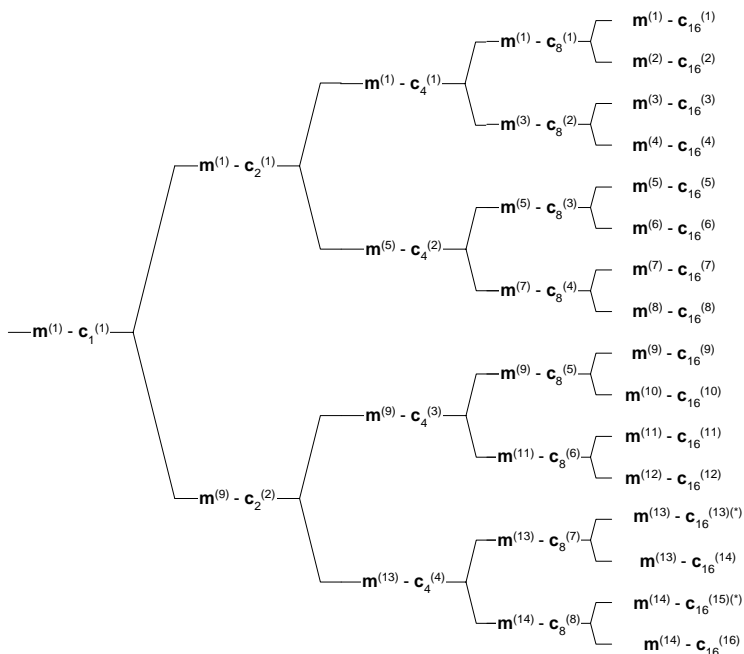 m(1) - c1(1)
m(1) - c2(1)
m(9) - c2(2)
m(1) - c4(1)
m(5) - c4(2)
m(9) - c4(3)
m(13) - c4(4)
m(1) - c8(1)
m(3) - c8(2)
m(5) - c8(3)
m(7) - c8(4)
m(9) - c8(5)
m(11) - c8(6)
m(13) - c8(7)
m(14) - c8(8)
m(1) - c16(1)
m(2) - c16(2)
m(3) - c16(3)
m(4) - c16(4)
m(5) - c16(5)
m(6) - c16(6)
m(7) - c16(7)
m(8) - c16(8)
m(9) - c16(9)
m(10) - c16(10)
m(11) - c16(11)
m(12) - c16(12)
m(13) - c16(13)(*)
m(13) - c16(14)
m(14) - c16(15)(*)
m(14) - c16(16)